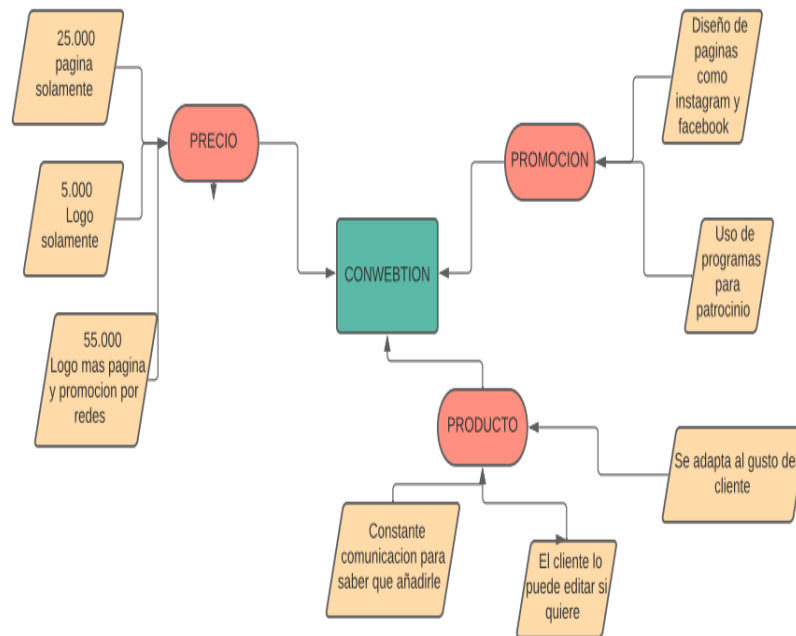 25.000
pagina
solamente
PRECIO
5.000
Logo
solamente
55.000
Logo mas pagina
y promocion por
redes
CONWEBTION
PROMOCION
Diseño de
paginas
como
instagram y
facebook
Uso de
programas
para
patrocinio
PRODUCTO
Se adapta al gusto del
cliente
Constante
comunicacion para
saber que añadirle
El cliente lo
puede editar si
quiere